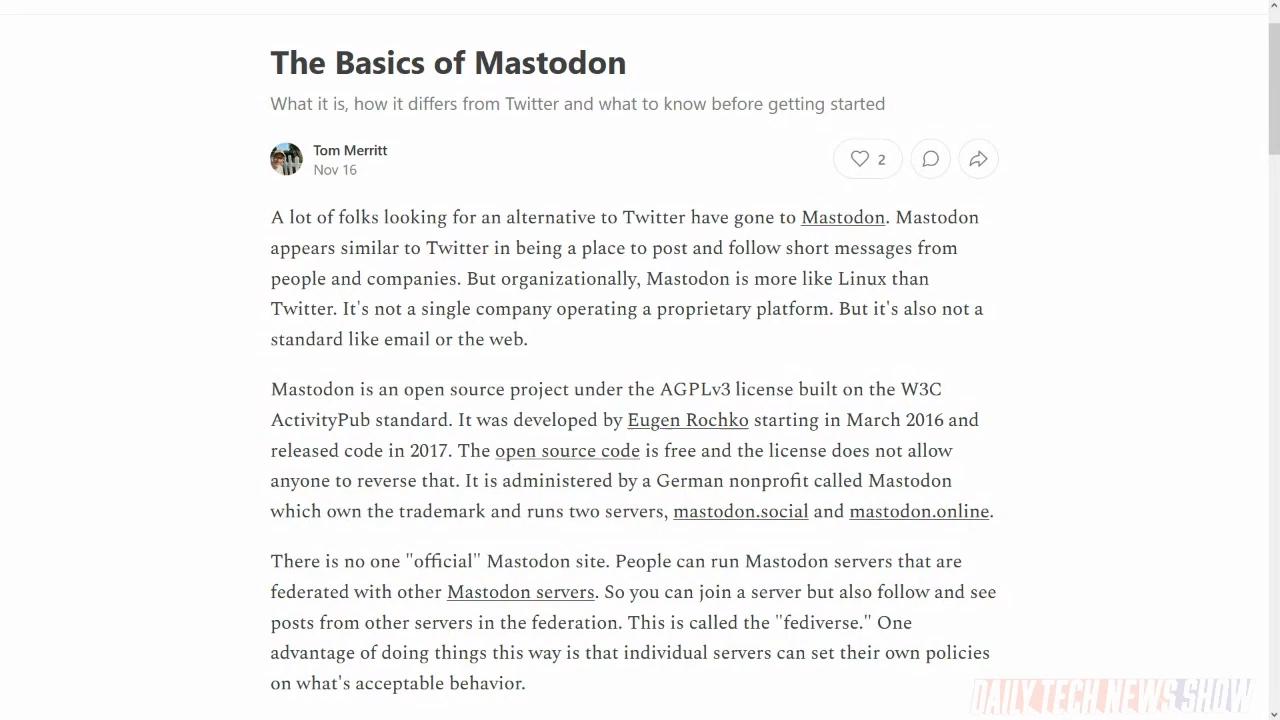 The Basics of Mastodon
What it is, how it differs from Twitter and what to know before getting started
Tom Merritt
Nov 16
2
A lot of folks looking for an alternative to Twitter have gone to Mastodon. Mastodon
appears similar to Twitter in being a place to post and follow short messages from
people and companies. But organizationally, Mastodon is more like Linux than
Twitter. It's not a single company operating a proprietary platform. But it's also not a
standard like email or the web.
Mastodon is an open source project under the AGPLv3 license built on the W3C
ActivityPub standard. It was developed by Eugen Rochko starting in March 2016 and
released code in 2017. The open source code is free and the license does not allow
anyone to reverse that. It is administered by a German nonprofit called Mastodon
which own the trademark and runs two servers, mastodon.social and mastodon.online.
There is no one "official" Mastodon site. People can run Mastodon servers that are
federated with other Mastodon servers. So you can join a server but also follow and see
posts from other servers in the federation. This is called the "fediverse." One
advantage of doing things this way is that individual servers can set their own policies
on what's acceptable behavior.
DAILY TECH NEWS SHOW